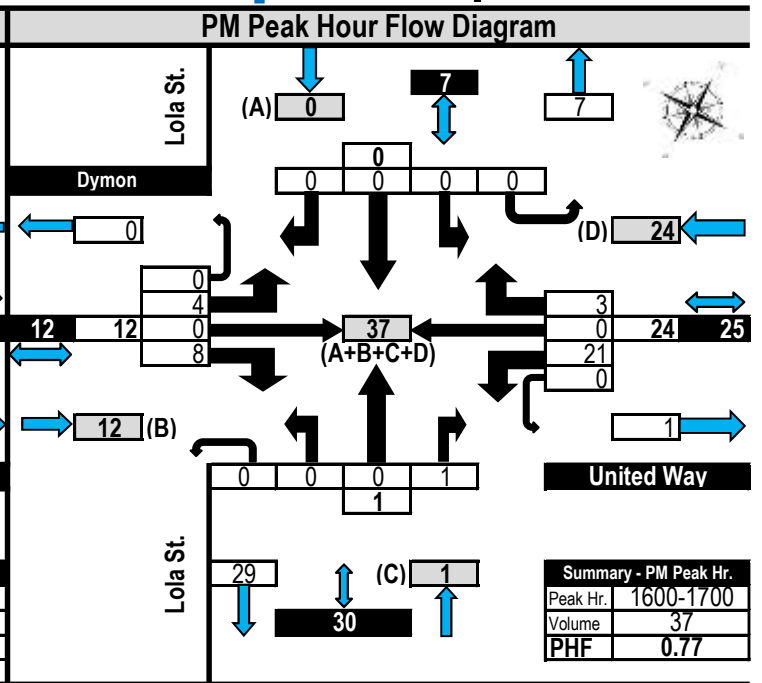 PM Peak Hour Flow Diagram
Lola St.
(A) 0
7
7
0
Dymon
0 0 0 0
0
(D) 24
0
4
3
12 12 0
37
0 24 25
(A+B+C+D)
8
21
0
12 (B)
1
0 0 0 1
United Way
1
Lola St.
29
(C) 1
30
Summary - PM Peak Hr.
Peak Hr. 1600-1700
Volume 37
PHF 0.77